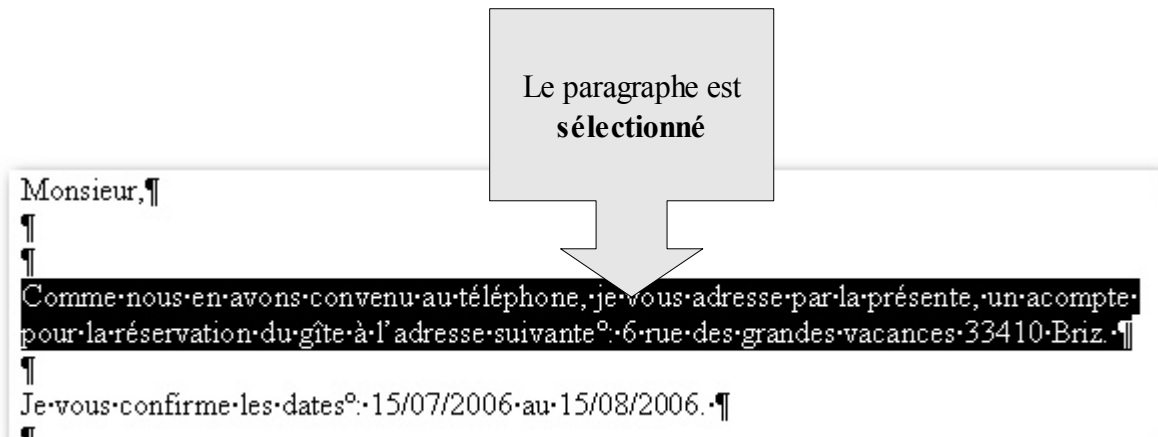 Le paragraphe est
sélectionné
Monsieur,¶
¶
¶
Comme·nous·en·avons·convenu·au·téléphone,·je·vous·adresse·par·la·présente,·un·acompte·
pour·la·réservation·du·gîte·à·l'adresse·suivante°:·6·rue·des·grandes·vacances·33410·Briz.·¶
¶
Je·vous·confirme·les·dates°:·15/07/2006·au·15/08/2006.·¶
¶